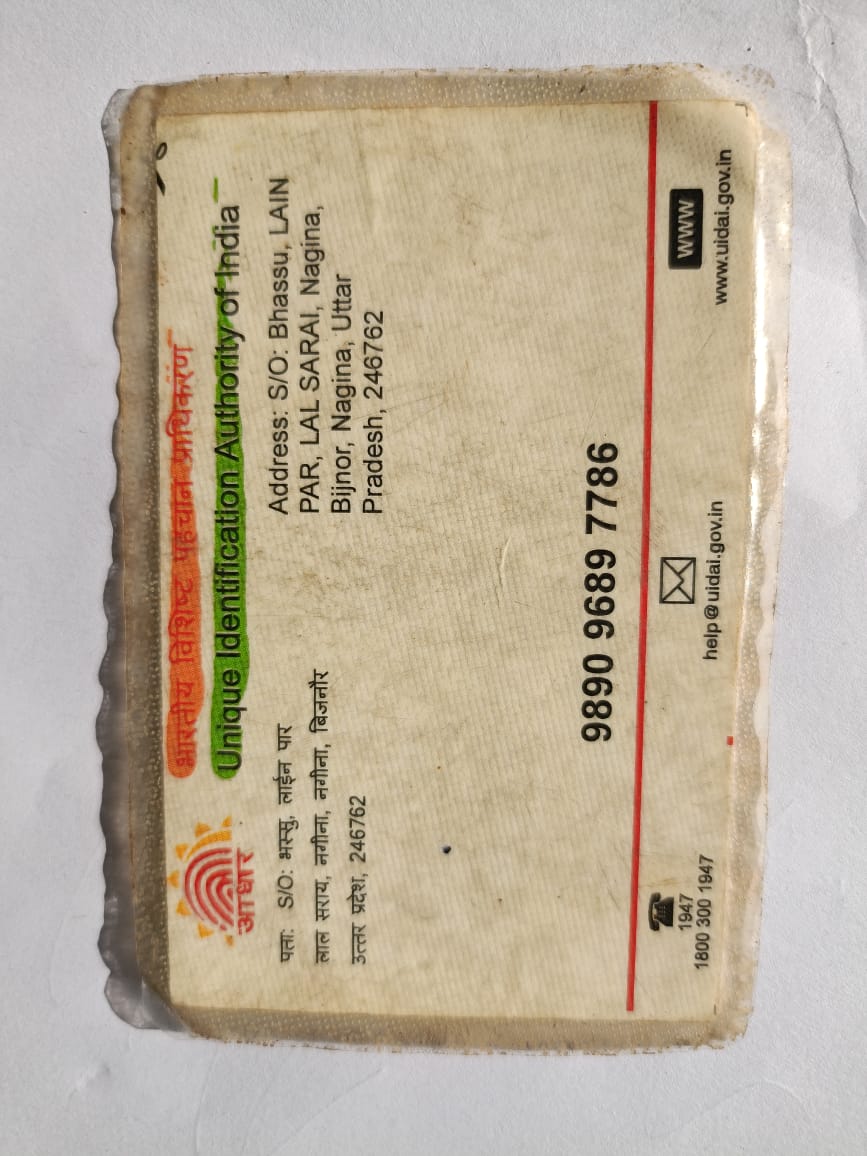 भारतीय विशिष्ट पहचान प्राधिकरण
Unique Identification Authority of India
आधार
पताः S/O: भस्सु, लाईन पार
लाल सराय, नगीना, नगीना, बिजनौर
उत्तर प्रदेश, 246762
Address: S/O: Bhassu, LAIN
PAR, LAL SARAI, Nagina,
Bijnor, Nagina, Uttar
Pradesh, 246762
9890 9689 7786
1947
1800 300 1947
help@uidai.gov.in
www
www.uidai.gov.in